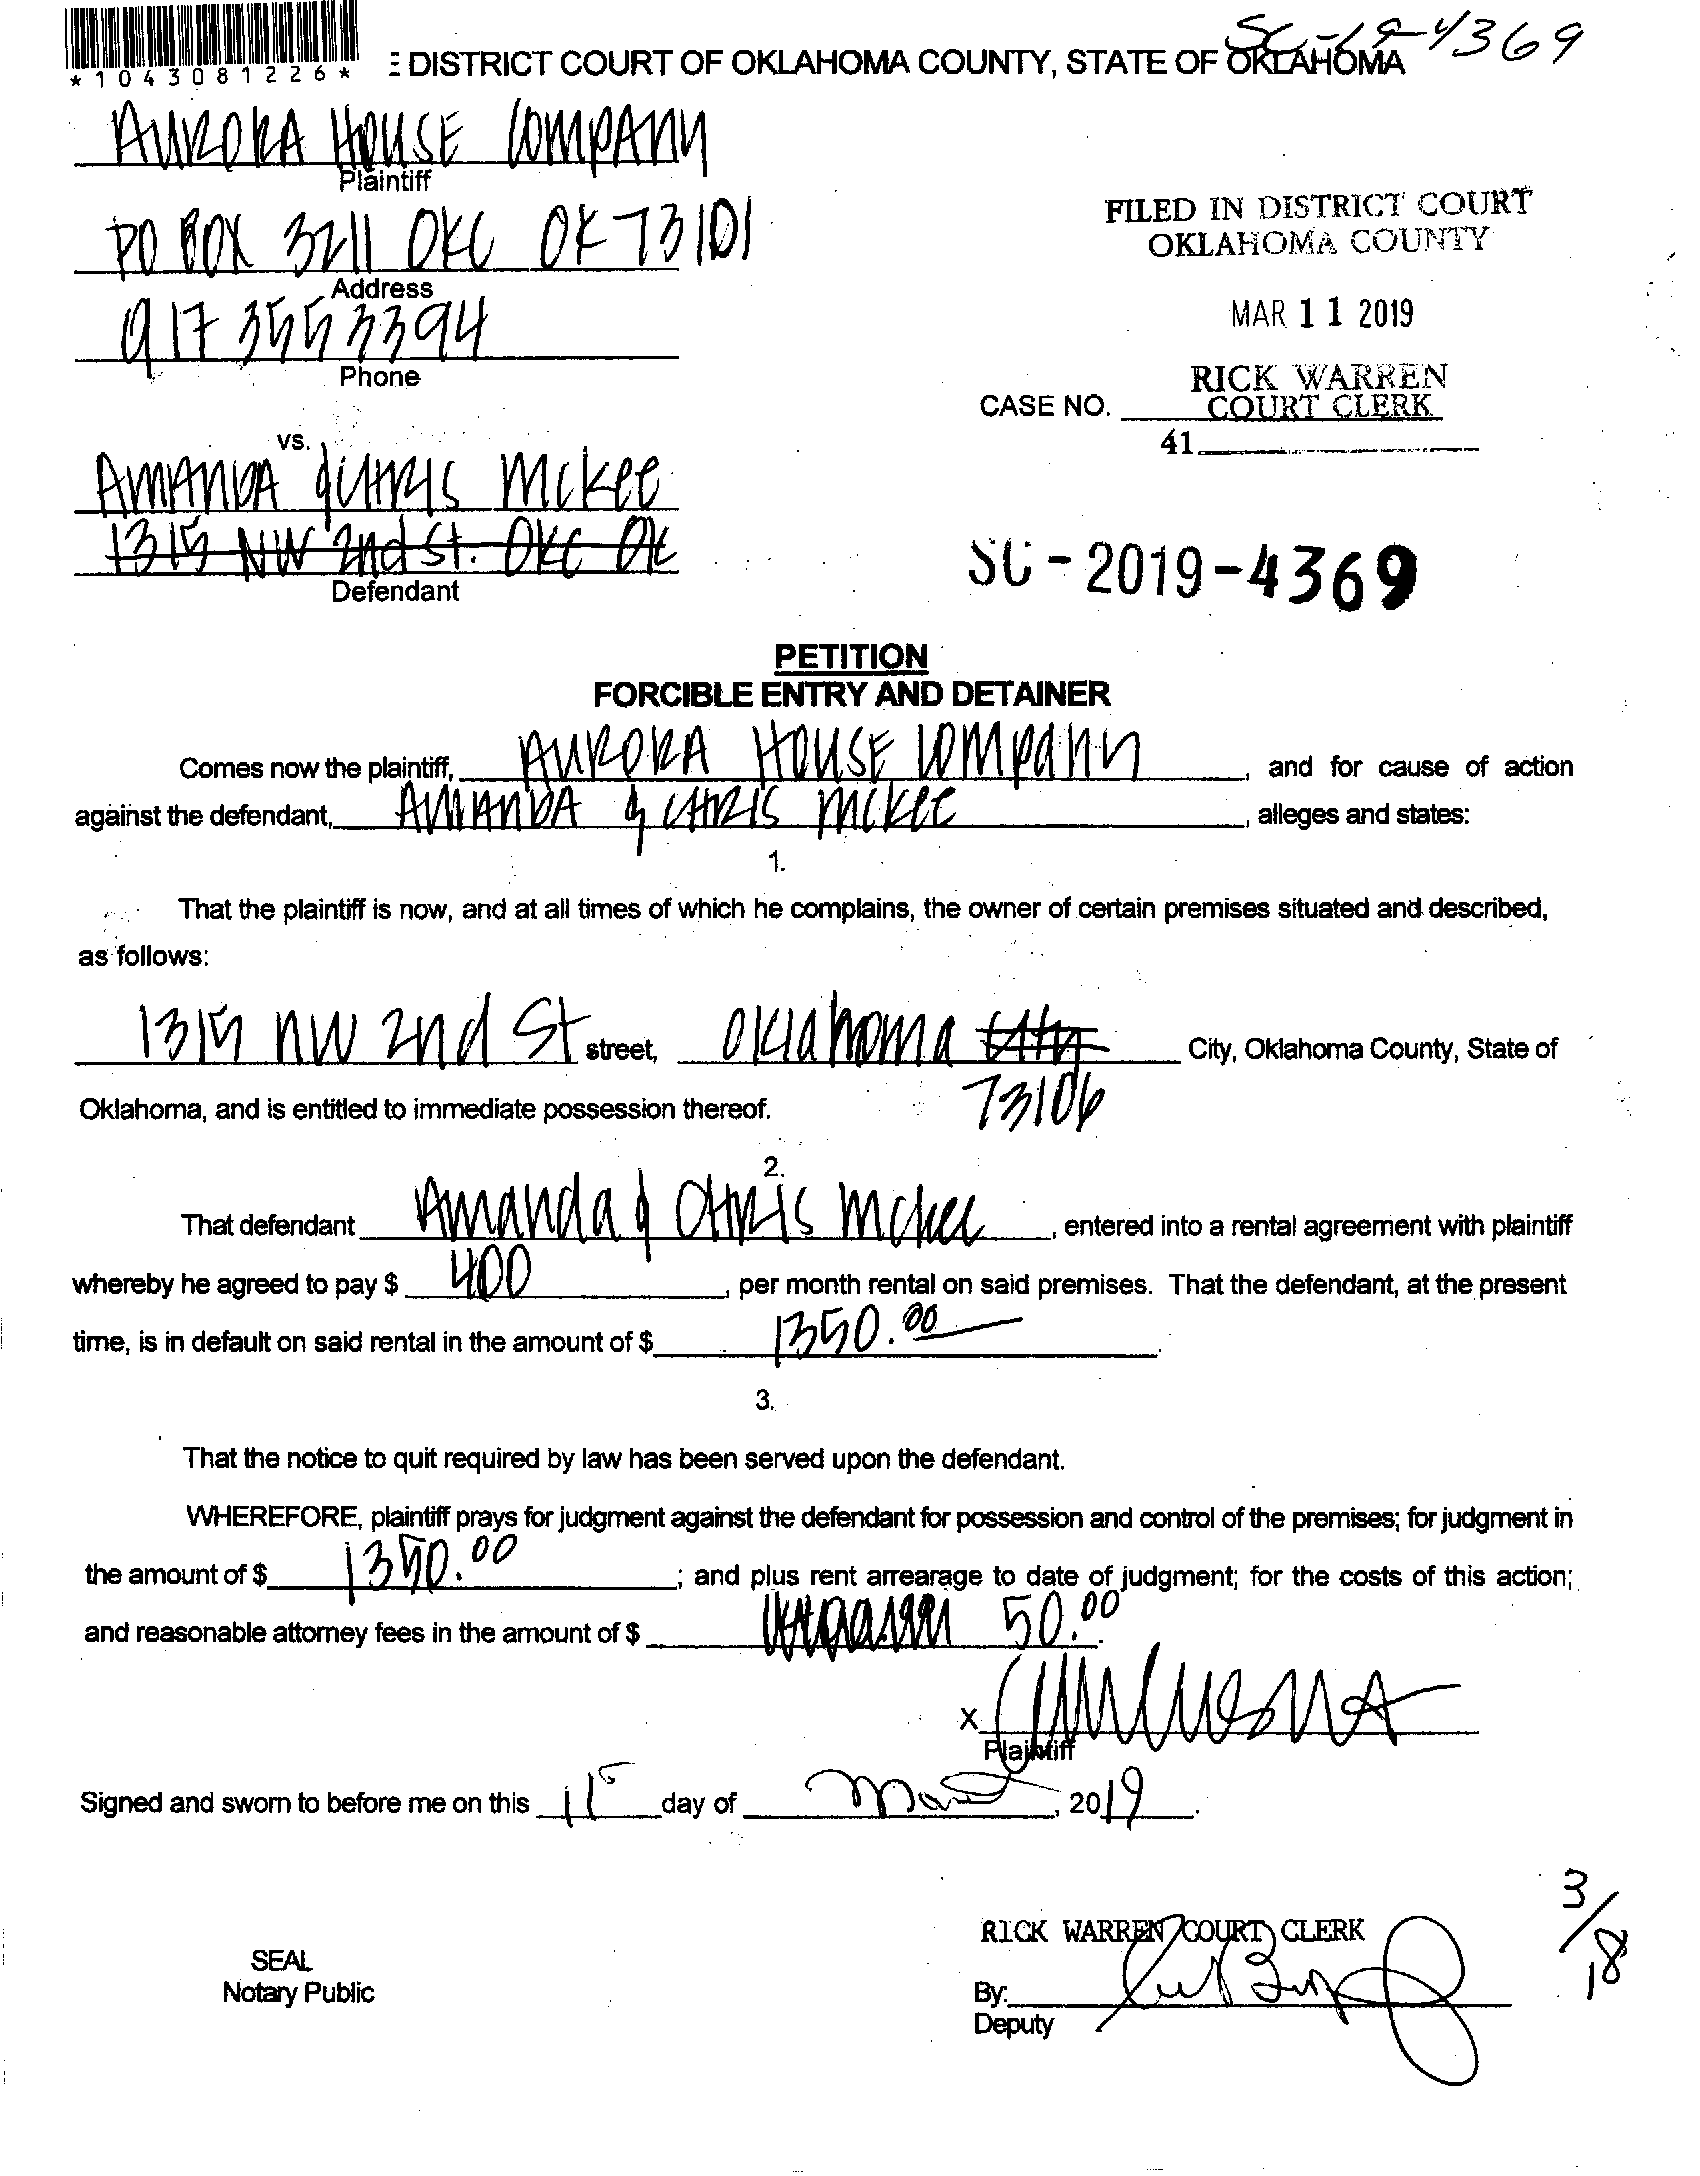 SC-19-4369
*1043081226*
E DISTRICT COURT OF OKLAHOMA COUNTY, STATE OF OKLAHOMA
AURORA HOUSE COMPANY
Plaintiff
PO BOX 3211 OKC OK 73101
Address
917 355 3394
Phone
FILED IN DISTRICT COURT
OKLAHOMA COUNTY
MAR 11 2019
RICK WARREN
COURT CLERK
CASE NO.
41
vs.
AMANDA & CHRIS McKee
1315 NW 2nd St. OKC OK
Defendant
SC-2019-4369
PETITION
FORCIBLE ENTRY AND DETAINER
Comes now the plaintiff, AURORA HOUSE COMPANY, and for cause of action
against the defendant, AMANDA & CHRIS McKee, alleges and states:
1.
That the plaintiff is now, and at all times of which he complains, the owner of certain premises situated and described,
as follows:
1315 NW 2nd St street, Oklahoma City City, Oklahoma County, State of
Oklahoma, and is entitled to immediate possession thereof. 73106
2.
That defendant Amanda & Chris McKee, entered into a rental agreement with plaintiff
whereby he agreed to pay $ 400, per month rental on said premises. That the defendant, at the present
time, is in default on said rental in the amount of $ 1350.00.
3.
That the notice to quit required by law has been served upon the defendant.
WHEREFORE, plaintiff prays for judgment against the defendant for possession and control of the premises; for judgment in
the amount of $ 1350.00; and plus rent arrearage to date of judgment; for the costs of this action;
and reasonable attorney fees in the amount of $ 50.00.
X
Plaintiff
Signed and sworn to before me on this 11 day of March, 2019.
3/18
RICK WARREN COURT CLERK
SEAL
Notary Public
By:
Deputy